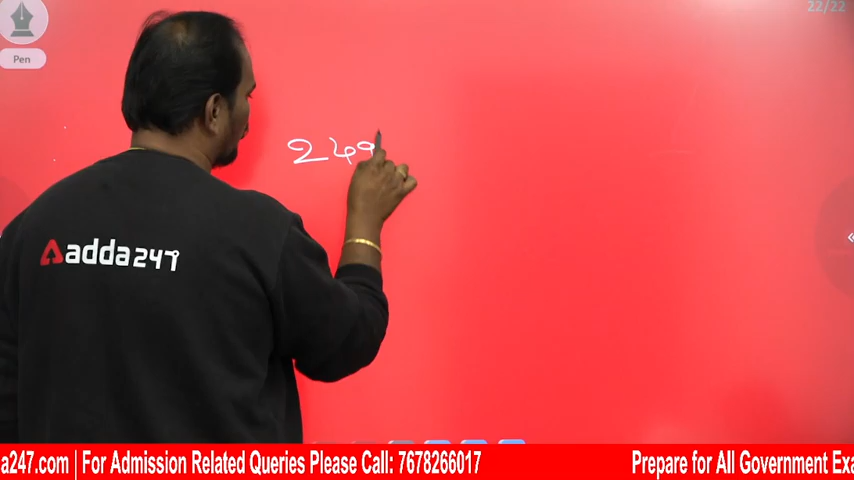 22/22
Pen
249
adda247
a247.com | For Admission Related Queries Please Call: 7678266017
Prepare for All Government Exa